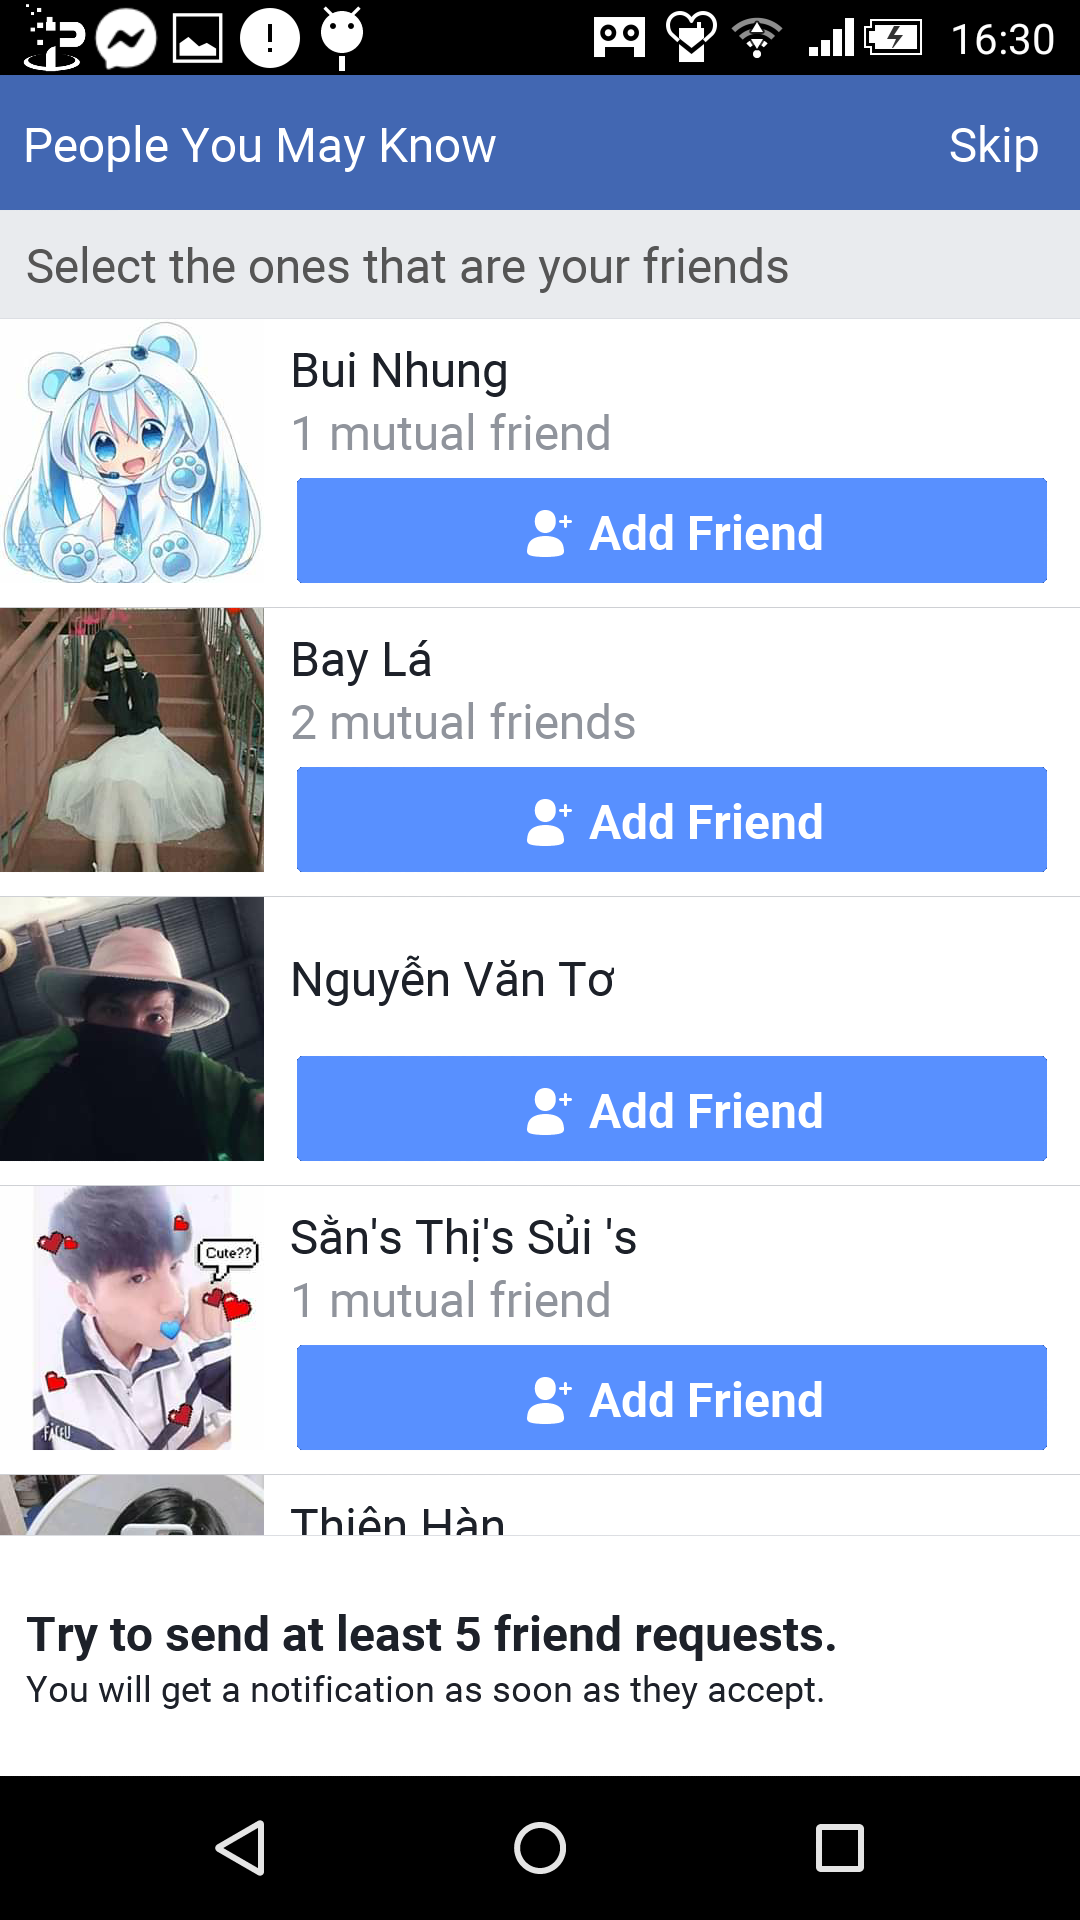 16:30
People You May Know
Skip
Select the ones that are your friends
Bui Nhung
1 mutual friend
Add Friend
Bay Lá
2 mutual friends
Add Friend
Nguyễn Văn Tơ
Add Friend
Cute??
FACEU
Sằn's Thị's Sủi 's
1 mutual friend
Add Friend
Thiên Hàn
Try to send at least 5 friend requests.
You will get a notification as soon as they accept.